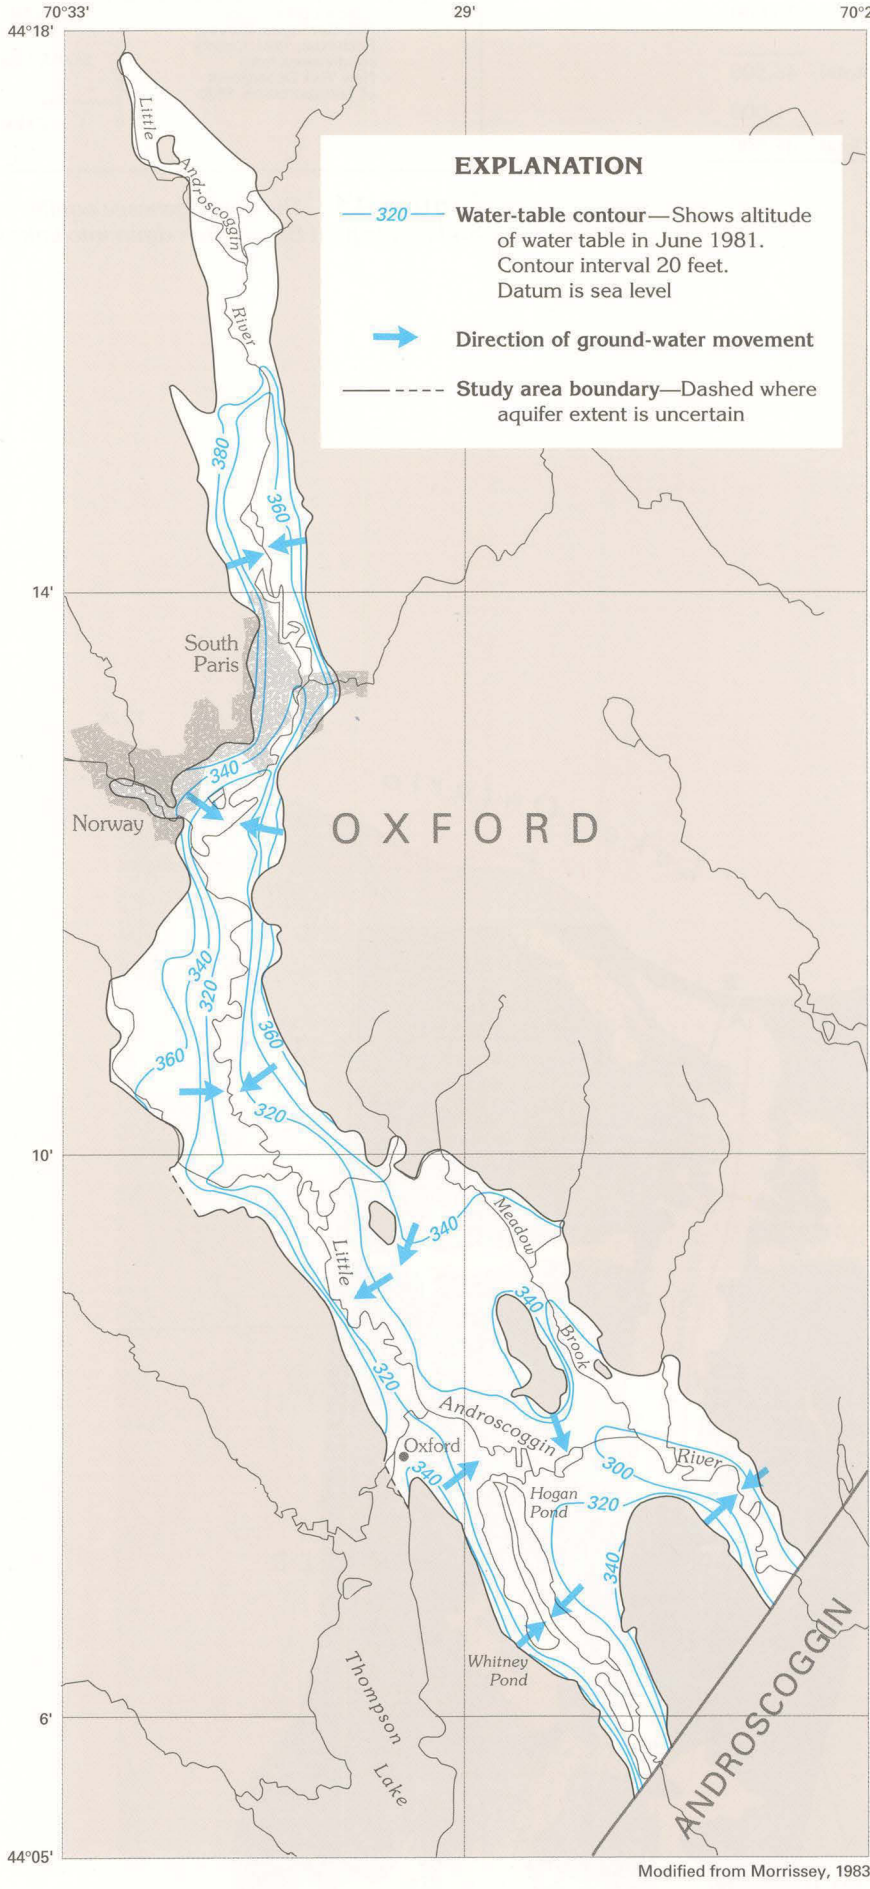 70°33'
29'
70°2
44°18'
Little
Androscoggin
River
EXPLANATION
320
Water-table contour—Shows altitude
of water table in June 1981.
Contour interval 20 feet.
Datum is sea level
Direction of ground-water movement
Study area boundary—Dashed where
aquifer extent is uncertain
380
360
14'
South
Paris
340
Norway
OXFORD
340
320
360
360
320
10'
Meadow
340
Little
340
Brook
320
Androscoggin
River
Oxford
340
300
Hogan
Pond
320
340
Whitney
Pond
Thompson
Lake
6'
ANDROSCOGGIN
44°05'
Modified from Morrissey, 1983